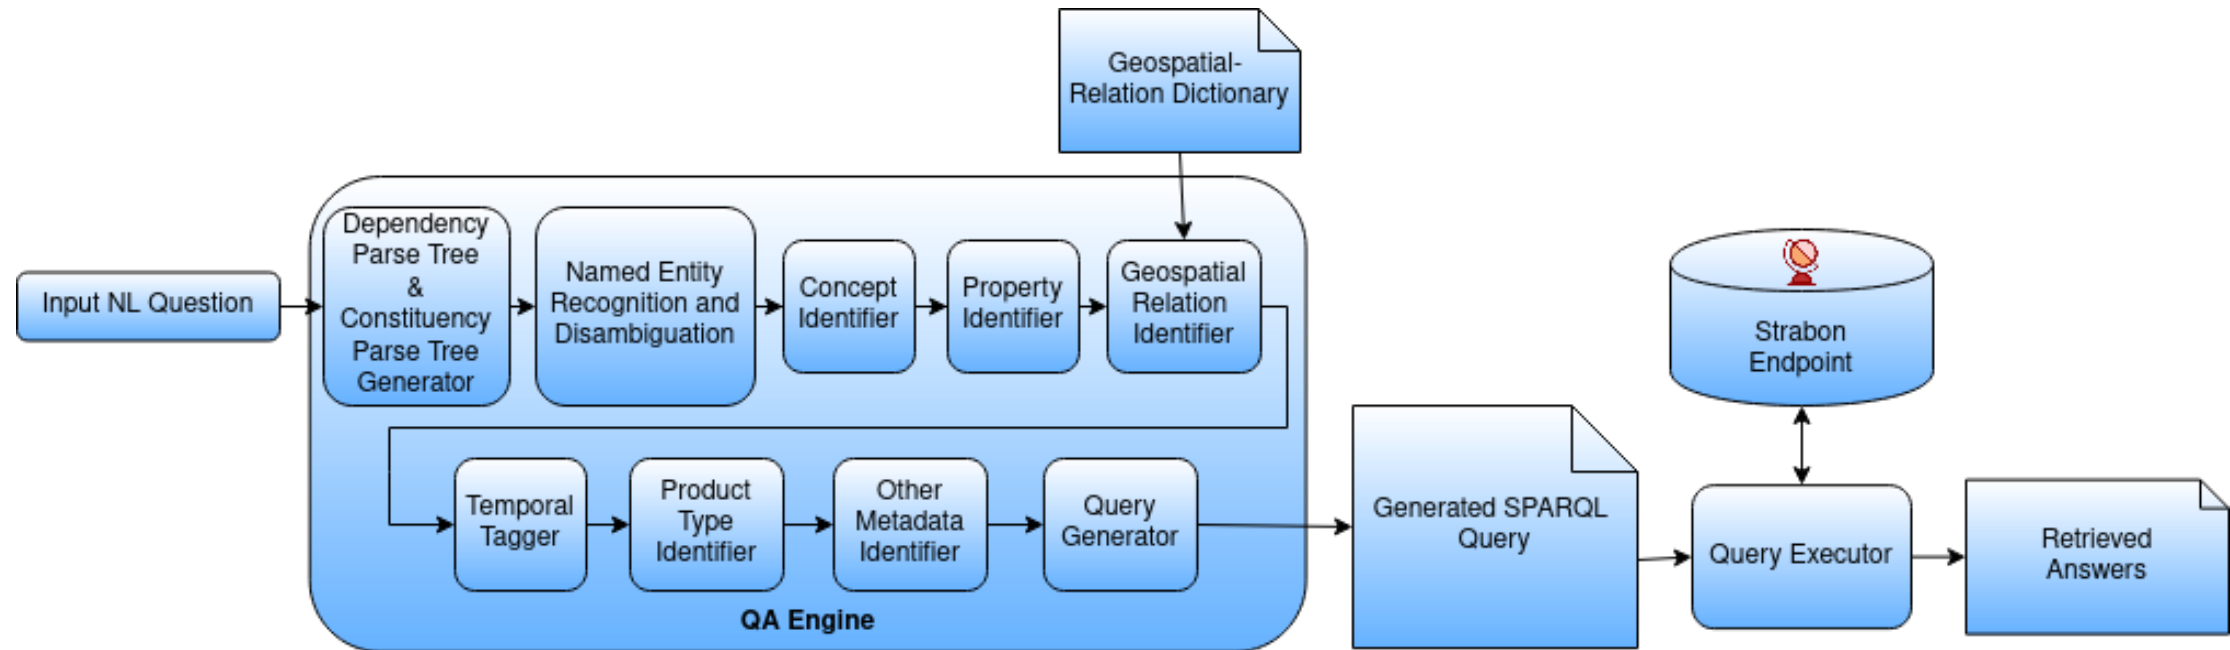 Geospatial-
Relation Dictionary
Input NL Question
Dependency
Parse Tree
&
Constituency
Parse Tree
Generator
Named Entity
Recognition and
Disambiguation
Concept
Identifier
Property
Identifier
Geospatial
Relation
Identifier
Temporal
Tagger
Product
Type
Identifier
Other
Metadata
Identifier
Query
Generator
QA Engine
Generated SPARQL
Query
Strabon
Endpoint
Query Executor
Retrieved
Answers